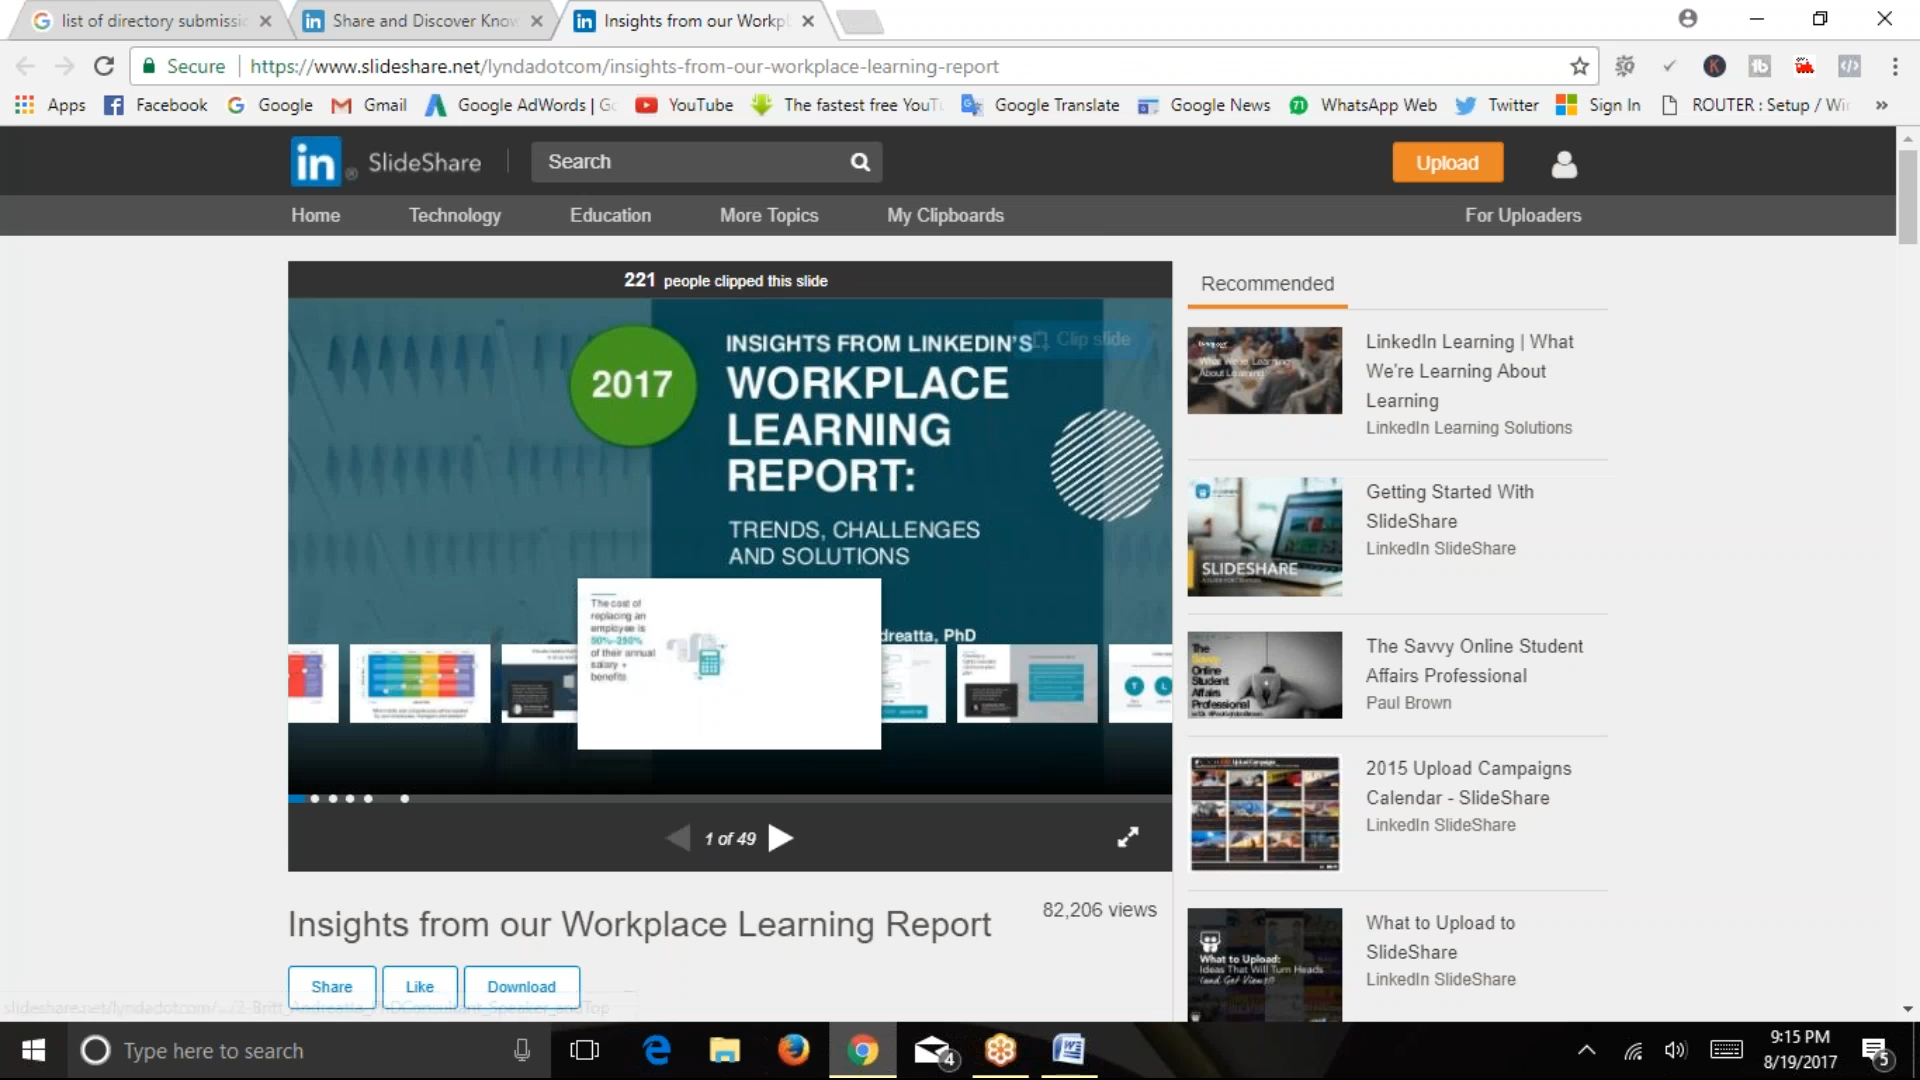 list of directory submissi
Share and Discover Know
Insights from our Workpl
Secure
https://www.slideshare.net/lyndadotcom/insights-from-our-workplace-learning-report
Apps
Facebook
Google
Gmail
Google AdWords | G
YouTube
The fastest free YouT
Google Translate
Google News
WhatsApp Web
Twitter
Sign In
ROUTER : Setup / Wi
»
in
SlideShare
Search
Upload
Home
Technology
Education
More Topics
My Clipboards
For Uploaders
221 people clipped this slide
Clip slide
2017
INSIGHTS FROM LINKEDIN'S
WORKPLACE
LEARNING
REPORT:
TRENDS, CHALLENGES
AND SOLUTIONS
dreatta, PhD
The cost of
replacing an
employee is
50%-250%
of their annual
salary +
benefits
1 of 49
Insights from our Workplace Learning Report
82,206 views
Share
Like
Download
Recommended
LinkedIn Learning | What
We're Learning About
Learning
LinkedIn Learning Solutions
Getting Started With
SlideShare
LinkedIn SlideShare
SLIDESHARE
The Savvy Online Student
Affairs Professional
Paul Brown
The
Savvy
Online
Student
Affairs
Professional
2015 Upload Campaigns
Calendar - SlideShare
LinkedIn SlideShare
What to Upload to
SlideShare
LinkedIn SlideShare
What to Upload:
Ideas That Will Turn Heads
(and Get Views!)
Type here to search
4
9:15 PM
8/19/2017
5